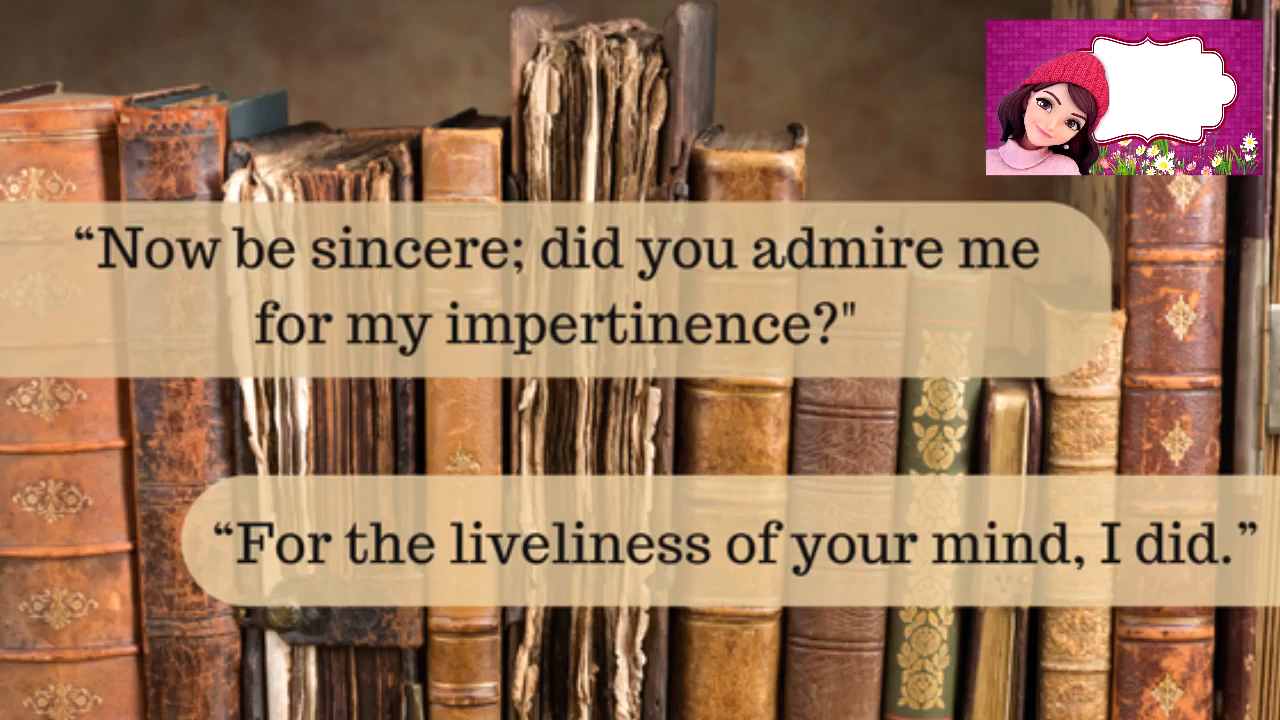 “Now be sincere; did you admire me
for my impertinence?"
“For the liveliness of your mind, I did.”